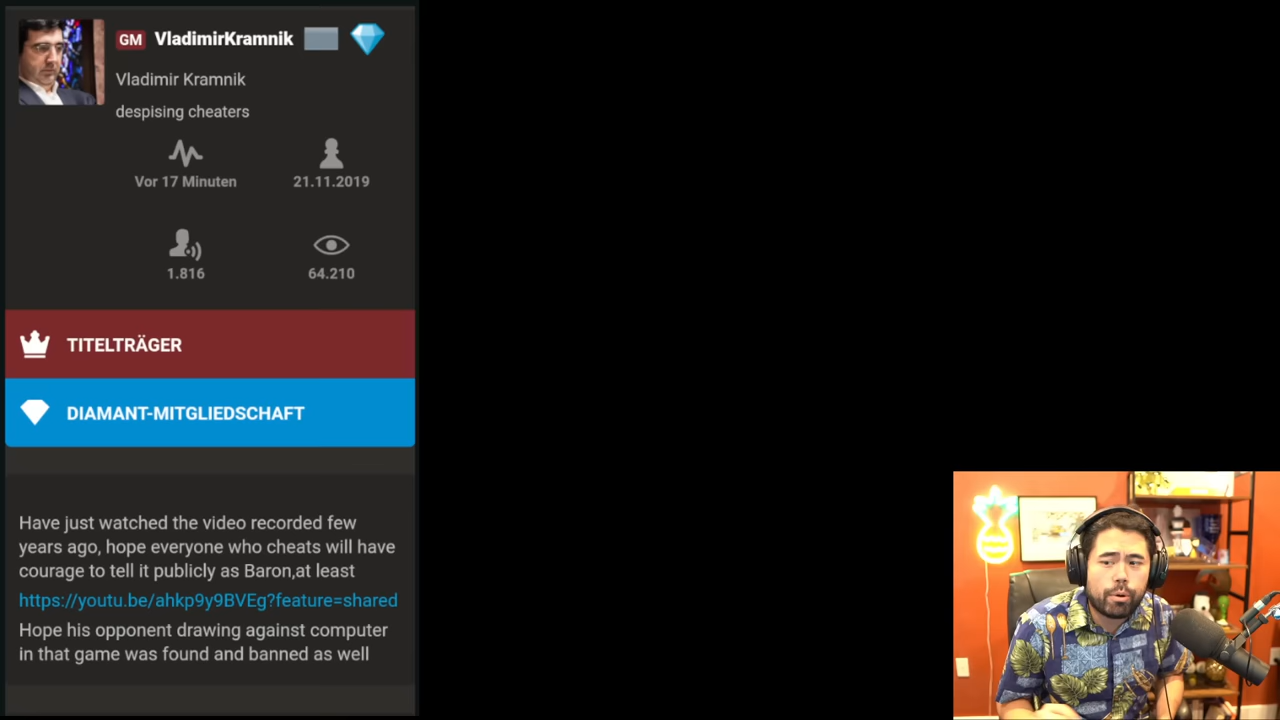 GM VladimirKramnik
Vladimir Kramnik
despising cheaters
Vor 17 Minuten
21.11.2019
1.816
64.210
TITELTRÄGER
DIAMANT-MITGLIEDSCHAFT
Have just watched the video recorded few
years ago, hope everyone who cheats will have
courage to tell it publicly as Baron,at least
https://youtu.be/ahkp9y9BVEg?feature=shared
Hope his opponent drawing against computer
in that game was found and banned as well